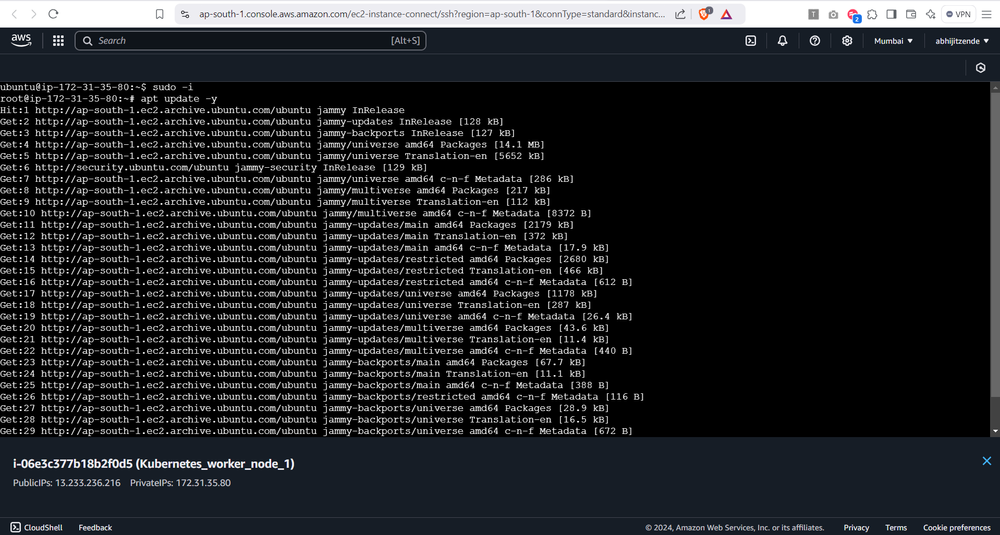 ap-south-1.console.aws.amazon.com/ec2-instance-connect/ssh?region=ap-south-1&connType=standard&instanc...
1
T
2
VPN
aws
Search
[Alt+S]
Mumbai
abhijitzende
ubuntu@ip-172-31-35-80:~$ sudo -i
root@ip-172-31-35-80:~# apt update -y
Hit:1 http://ap-south-1.ec2.archive.ubuntu.com/ubuntu jammy InRelease
Get:2 http://ap-south-1.ec2.archive.ubuntu.com/ubuntu jammy-updates InRelease [128 kB]
Get:3 http://ap-south-1.ec2.archive.ubuntu.com/ubuntu jammy-backports InRelease [127 kB]
Get:4 http://ap-south-1.ec2.archive.ubuntu.com/ubuntu jammy/universe amd64 Packages [14.1 MB]
Get:5 http://ap-south-1.ec2.archive.ubuntu.com/ubuntu jammy/universe Translation-en [5652 kB]
Get:6 http://security.ubuntu.com/ubuntu jammy-security InRelease [129 kB]
Get:7 http://ap-south-1.ec2.archive.ubuntu.com/ubuntu jammy/universe amd64 c-n-f Metadata [286 kB]
Get:8 http://ap-south-1.ec2.archive.ubuntu.com/ubuntu jammy/multiverse amd64 Packages [217 kB]
Get:9 http://ap-south-1.ec2.archive.ubuntu.com/ubuntu jammy/multiverse Translation-en [112 kB]
Get:10 http://ap-south-1.ec2.archive.ubuntu.com/ubuntu jammy/multiverse amd64 c-n-f Metadata [8372 B]
Get:11 http://ap-south-1.ec2.archive.ubuntu.com/ubuntu jammy-updates/main amd64 Packages [2179 kB]
Get:12 http://ap-south-1.ec2.archive.ubuntu.com/ubuntu jammy-updates/main Translation-en [372 kB]
Get:13 http://ap-south-1.ec2.archive.ubuntu.com/ubuntu jammy-updates/main amd64 c-n-f Metadata [17.9 kB]
Get:14 http://ap-south-1.ec2.archive.ubuntu.com/ubuntu jammy-updates/restricted amd64 Packages [2680 kB]
Get:15 http://ap-south-1.ec2.archive.ubuntu.com/ubuntu jammy-updates/restricted Translation-en [466 kB]
Get:16 http://ap-south-1.ec2.archive.ubuntu.com/ubuntu jammy-updates/restricted amd64 c-n-f Metadata [612 B]
Get:17 http://ap-south-1.ec2.archive.ubuntu.com/ubuntu jammy-updates/universe amd64 Packages [1178 kB]
Get:18 http://ap-south-1.ec2.archive.ubuntu.com/ubuntu jammy-updates/universe Translation-en [287 kB]
Get:19 http://ap-south-1.ec2.archive.ubuntu.com/ubuntu jammy-updates/universe amd64 c-n-f Metadata [26.4 kB]
Get:20 http://ap-south-1.ec2.archive.ubuntu.com/ubuntu jammy-updates/multiverse amd64 Packages [43.6 kB]
Get:21 http://ap-south-1.ec2.archive.ubuntu.com/ubuntu jammy-updates/multiverse Translation-en [11.4 kB]
Get:22 http://ap-south-1.ec2.archive.ubuntu.com/ubuntu jammy-updates/multiverse amd64 c-n-f Metadata [440 B]
Get:23 http://ap-south-1.ec2.archive.ubuntu.com/ubuntu jammy-backports/main amd64 Packages [67.7 kB]
Get:24 http://ap-south-1.ec2.archive.ubuntu.com/ubuntu jammy-backports/main Translation-en [11.1 kB]
Get:25 http://ap-south-1.ec2.archive.ubuntu.com/ubuntu jammy-backports/main amd64 c-n-f Metadata [388 B]
Get:26 http://ap-south-1.ec2.archive.ubuntu.com/ubuntu jammy-backports/restricted amd64 c-n-f Metadata [116 B]
Get:27 http://ap-south-1.ec2.archive.ubuntu.com/ubuntu jammy-backports/universe amd64 Packages [28.9 kB]
Get:28 http://ap-south-1.ec2.archive.ubuntu.com/ubuntu jammy-backports/universe Translation-en [16.5 kB]
Get:29 http://ap-south-1.ec2.archive.ubuntu.com/ubuntu jammy-backports/universe amd64 c-n-f Metadata [672 B]
i-06e3c377b18b2f0d5 (Kubernetes_worker_node_1)
PublicIPs: 13.233.236.216 PrivateIPs: 172.31.35.80
CloudShell Feedback © 2024, Amazon Web Services, Inc. or its affiliates. Privacy Terms Cookie preferences